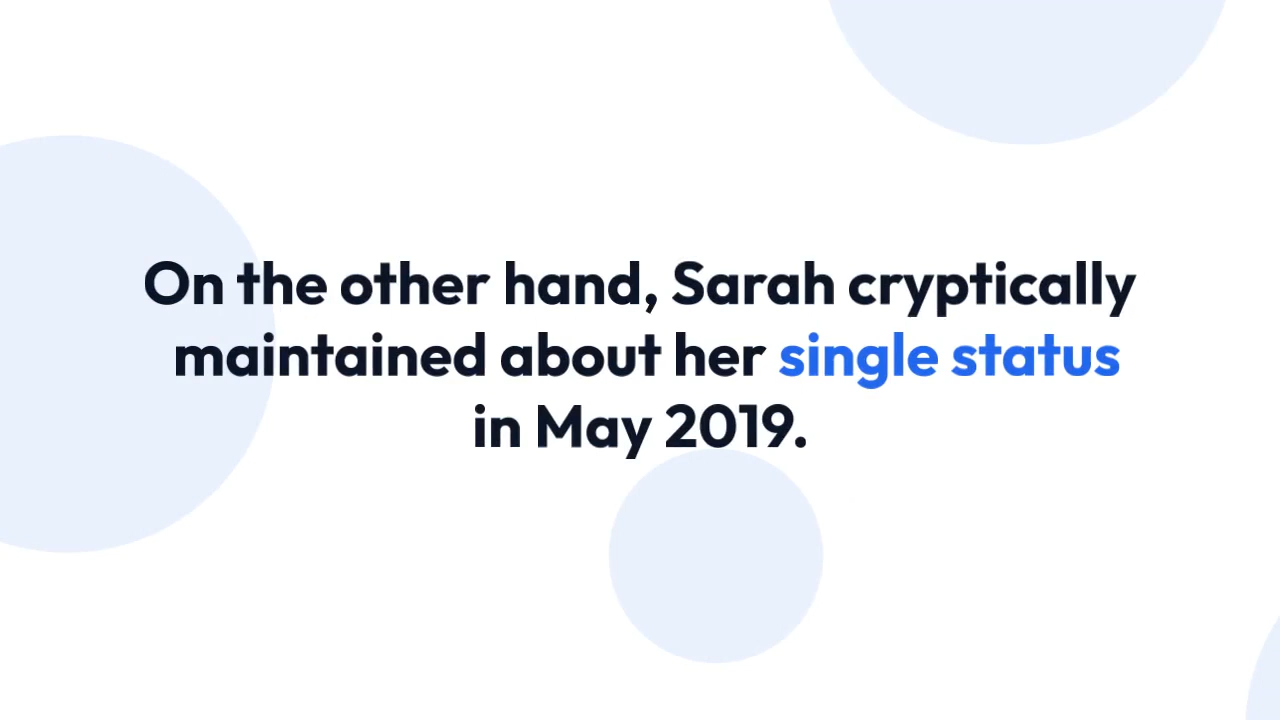 On the other hand, Sarah cryptically
maintained about her single status
in May 2019.